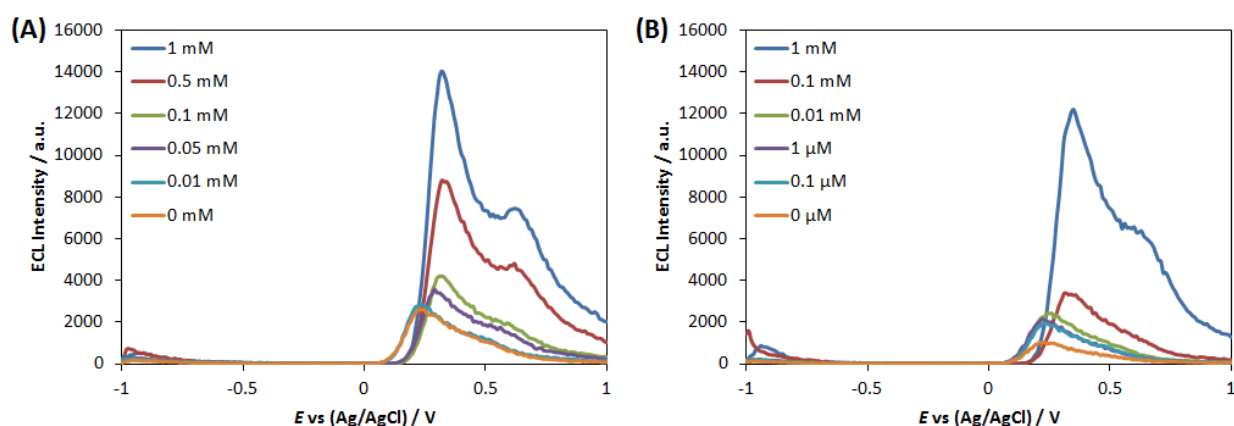 (A)
16000
14000
12000
10000
8000
6000
4000
2000
0
ECL Intensity / a.u.
1 mM
0.5 mM
0.1 mM
0.05 mM
0.01 mM
0 mM
-1 -0.5 0 0.5 1
E vs (Ag/AgCl) / V
(B)
16000
14000
12000
10000
8000
6000
4000
2000
0
ECL Intensity / a.u.
1 mM
0.1 mM
0.01 mM
1 μM
0.1 μM
0 μM
-1 -0.5 0 0.5 1
E vs (Ag/AgCl) / V